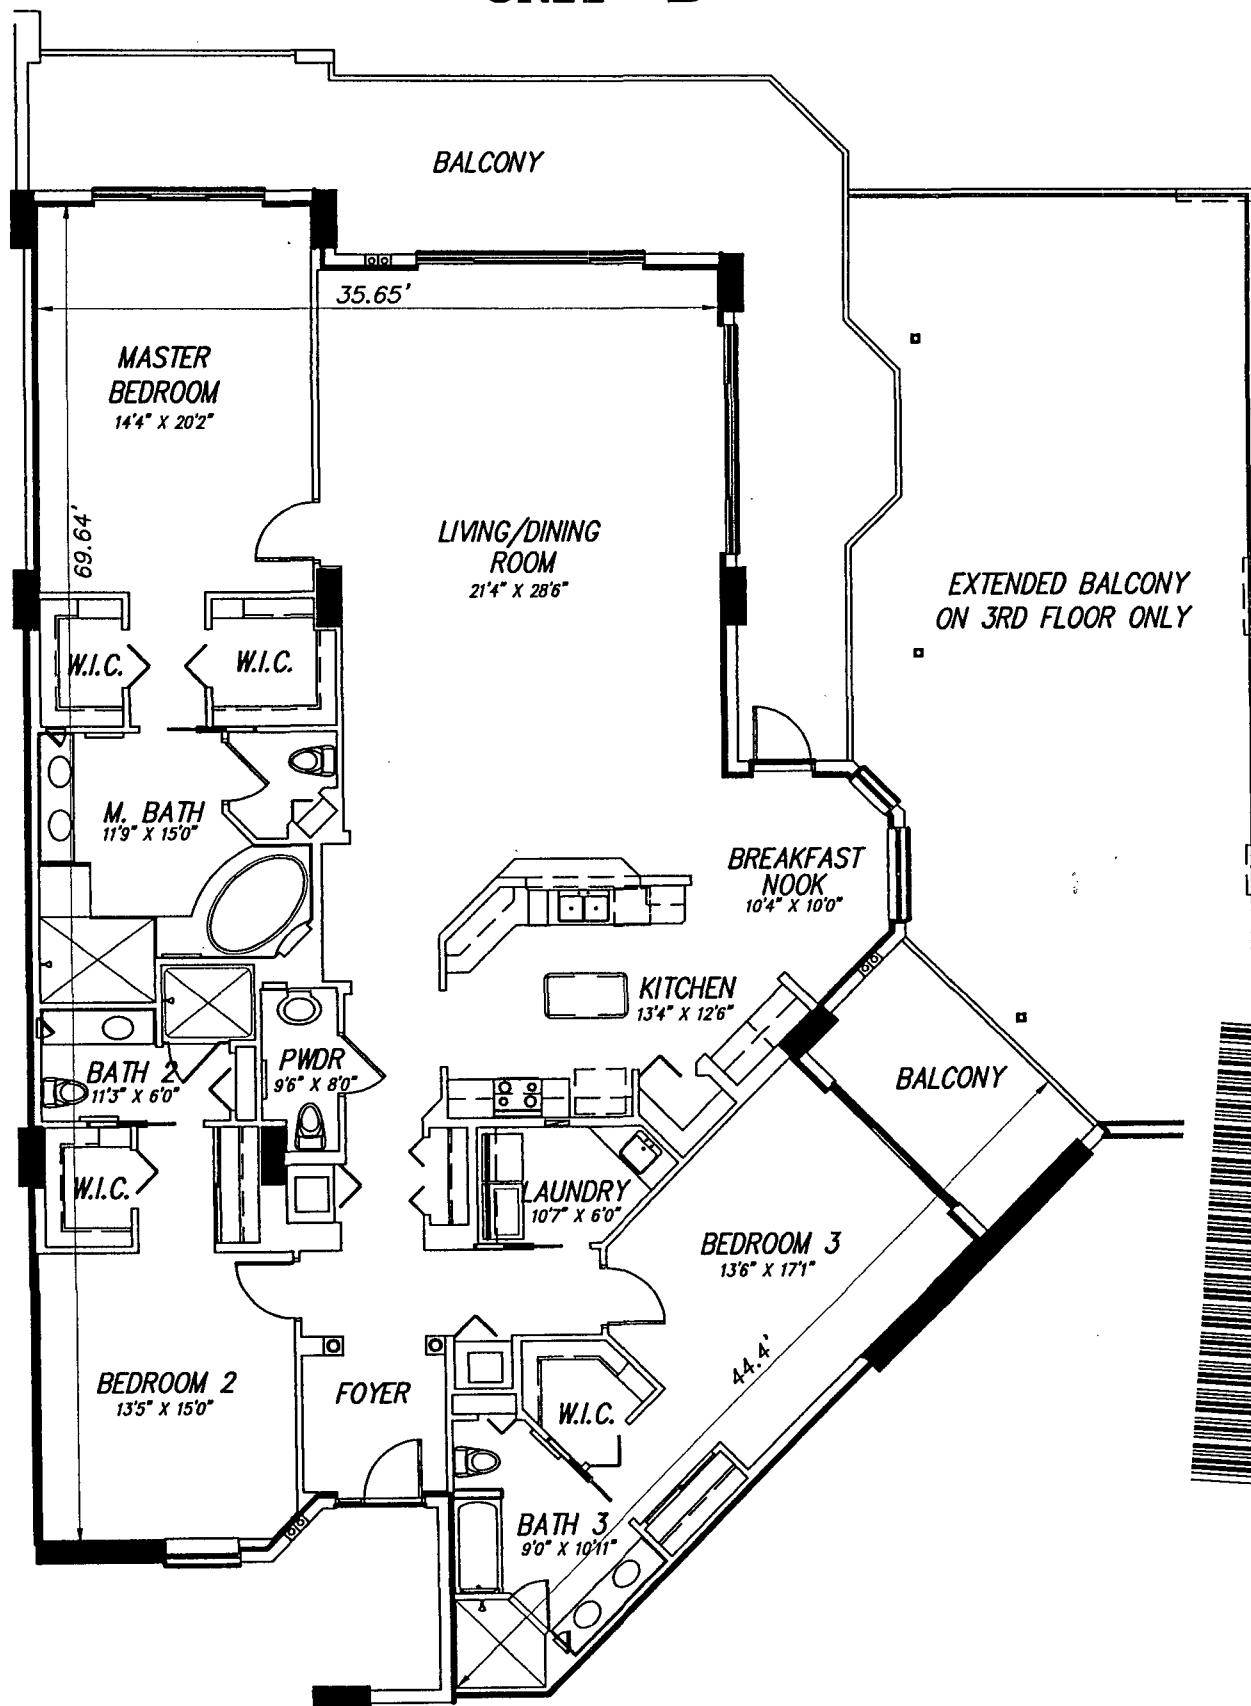 BALCONY
35.65'
MASTER
BEDROOM
14'4" X 20'2"
69.64'
LIVING/DINING
ROOM
21'4" X 28'6"
EXTENDED BALCONY
ON 3RD FLOOR ONLY
W.I.C.
W.I.C.
M. BATH
11'9" X 15'0"
BREAKFAST
NOOK
10'4" X 10'0"
KITCHEN
13'4" X 12'6"
PWDR
9'6" X 8'0"
BATH 2
11'3" X 6'0"
BALCONY
W.I.C.
LAUNDRY
10'7" X 6'0"
BEDROOM 3
13'6" X 17'1"
44.4'
BEDROOM 2
13'5" X 15'0"
FOYER
W.I.C.
BATH 3
9'0" X 10'11"